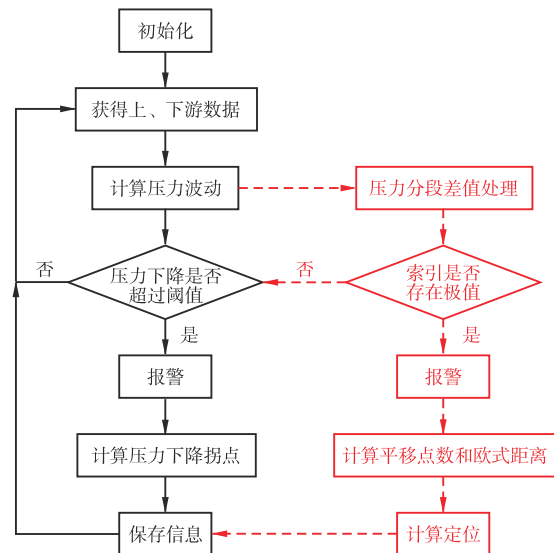 初始化
获得上、下游数据
计算压力波动
压力分段差值处理
否
压力下降是否
超过阈值
否
索引是否
存在极值
是
是
报警
报警
计算压力下降拐点
计算平移点数和欧式距离
保存信息
计算定位